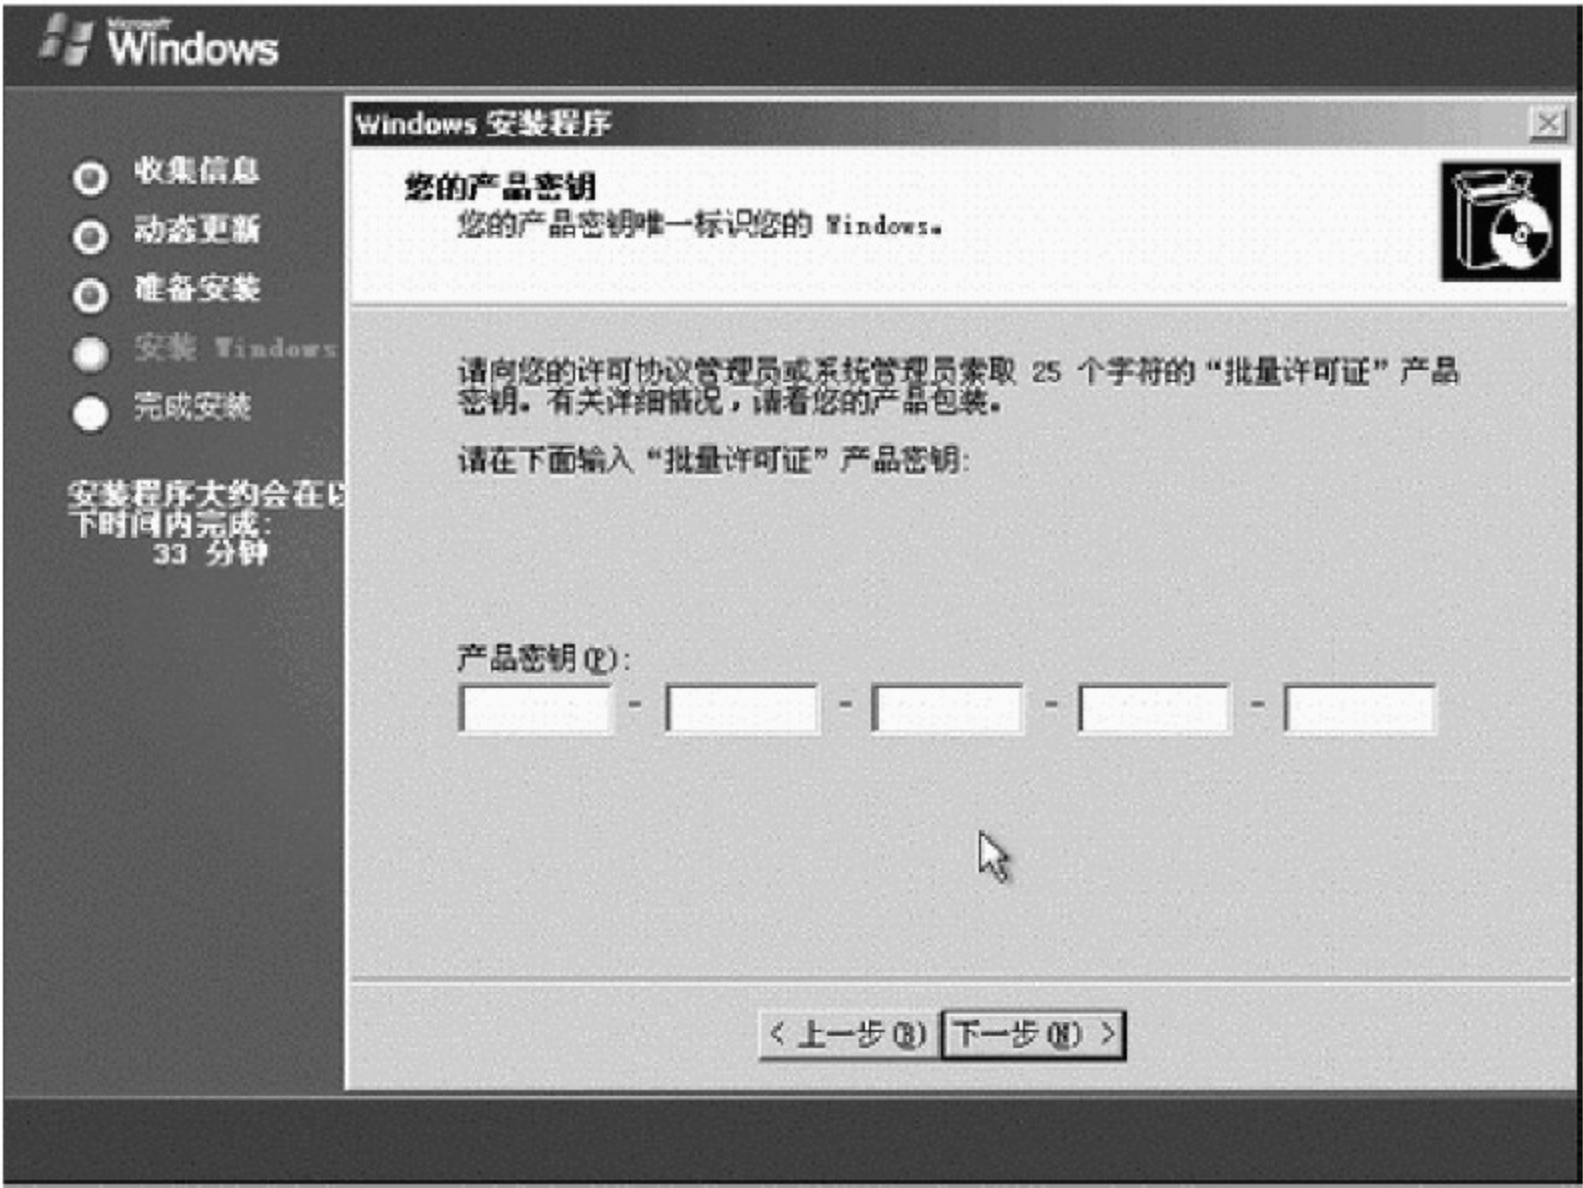 Microsoft
Windows
收集信息
动态更新
准备安装
安装 Windows
完成安装
安装程序大约会在以
下时间内完成:
33 分钟
Windows 安装程序
您的产品密钥
您的产品密钥唯一标识您的 Windows。
请向您的许可协议管理员或系统管理员索取 25 个字符的“批量许可证”产品
密钥。有关详细情况，请看您的产品包装。
请在下面输入“批量许可证”产品密钥:
产品密钥(P):
- - - -
< 上一步(B) 下一步(N) >